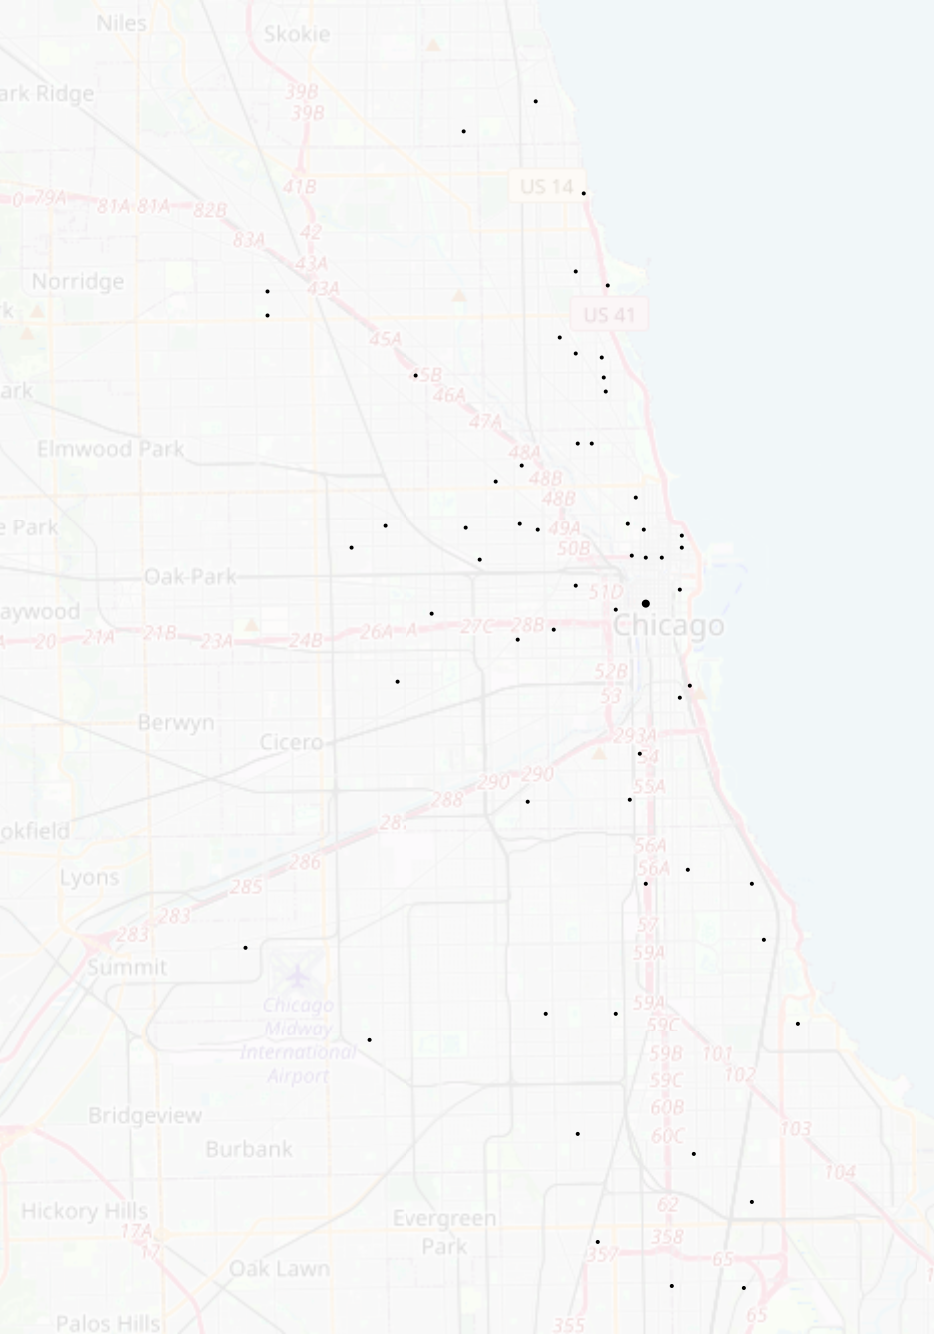 Niles
Skokie
ark Ridge
39B
39B
41B
US 14
0
79A
81A
81A
82B
42
83A
43A
43A
Norridge
k
US 41
45A
45B
46A
ark
47A
Elmwood Park
48A
48B
48B
e Park
49A
50B
Oak Park
51D
aywood
Chicago
A
20
21A
21B
23A
24B
26A
A
27C
28B
52B
53
Berwyn
Cicero
293A
54
290
290
55A
288
28.
okfield
286
56A
56A
Lyons
285
283
57
283
59A
Summit
Chicago
Midway
International
Airport
59A
59C
59B
101
102
59C
60B
Bridgeview
103
60C
Burbank
104
62
Hickory Hills
Evergreen
Park
17A
17
358
357
65
Oak Lawn
65
Palos Hills
355
1